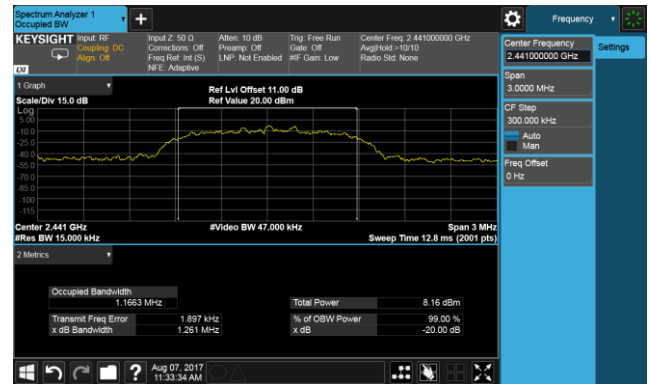 Spectrum Analyzer 1
Occupied BW
Frequency
KEYSIGHT
Input: RF
Coupling: DC
Align: Off
Input Z: 50 Ω
Corrections: Off
Freq Ref: Int (S)
NFE: Adaptive
Atten: 10 dB
Preamp: Off
LNP: Not Enabled
Trig: Free Run
Gate: Off
#IF Gain: Low
Center Freq: 2.441000000 GHz
Avg|Hold:>10/10
Radio Std: None
LXI
1 Graph
Scale/Div 15.0 dB
Ref Lvl Offset 11.00 dB
Ref Value 20.00 dBm
Log
5.00
-10.0
-25.0
-40.0
-55.0
-70.0
-85.0
-100
-115
Center 2.441 GHz
#Res BW 15.000 kHz
#Video BW 47.000 kHz
Span 3 MHz
Sweep Time 12.8 ms (2001 pts)
2 Metrics
Occupied Bandwidth
1.1663 MHz
Total Power 8.16 dBm
Transmit Freq Error 1.897 kHz
% of OBW Power 99.00 %
x dB Bandwidth 1.261 MHz
x dB -20.00 dB
Aug 07, 2017
11:33:34 AM
Center Frequency
2.441000000 GHz
Settings
Span
3.0000 MHz
CF Step
300.000 kHz
Auto
Man
Freq Offset
0 Hz